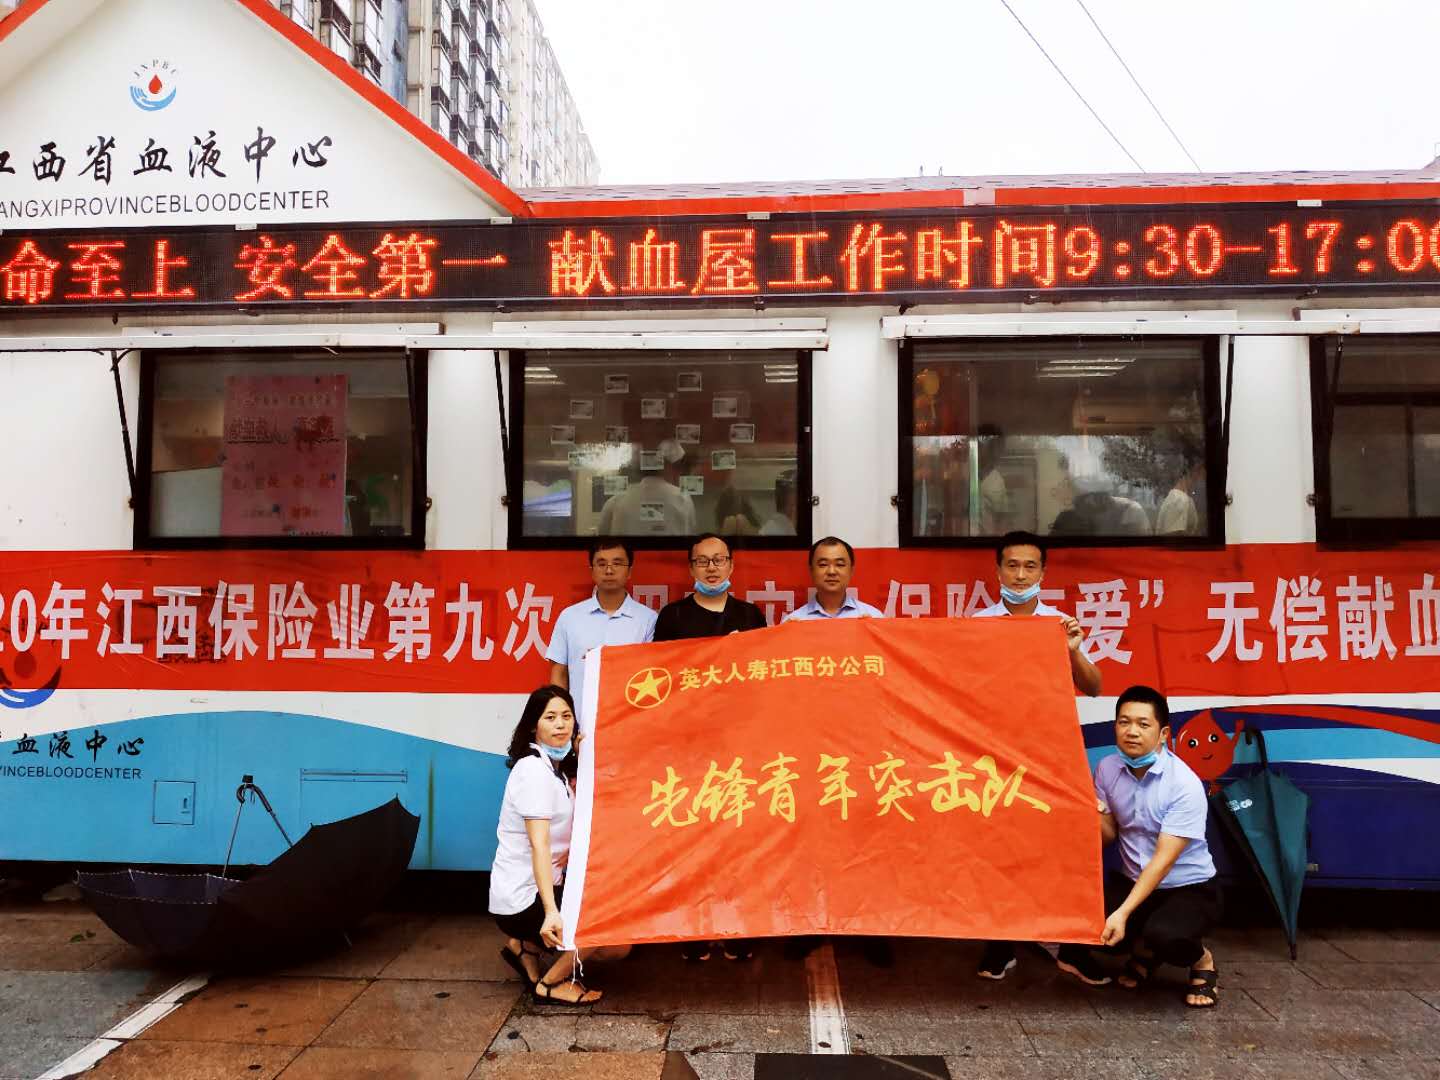 JXPBC
江西省血液中心
ANGXIPROVINCEBLOODCENTER
命至上 安全第一 献血屋工作时间9:30-17:00
20年江西保险业第九次
保险
爱”无偿献血
英大人寿江西分公司
先锋青年突击队
血液中心
VINCEBLOODCENTER